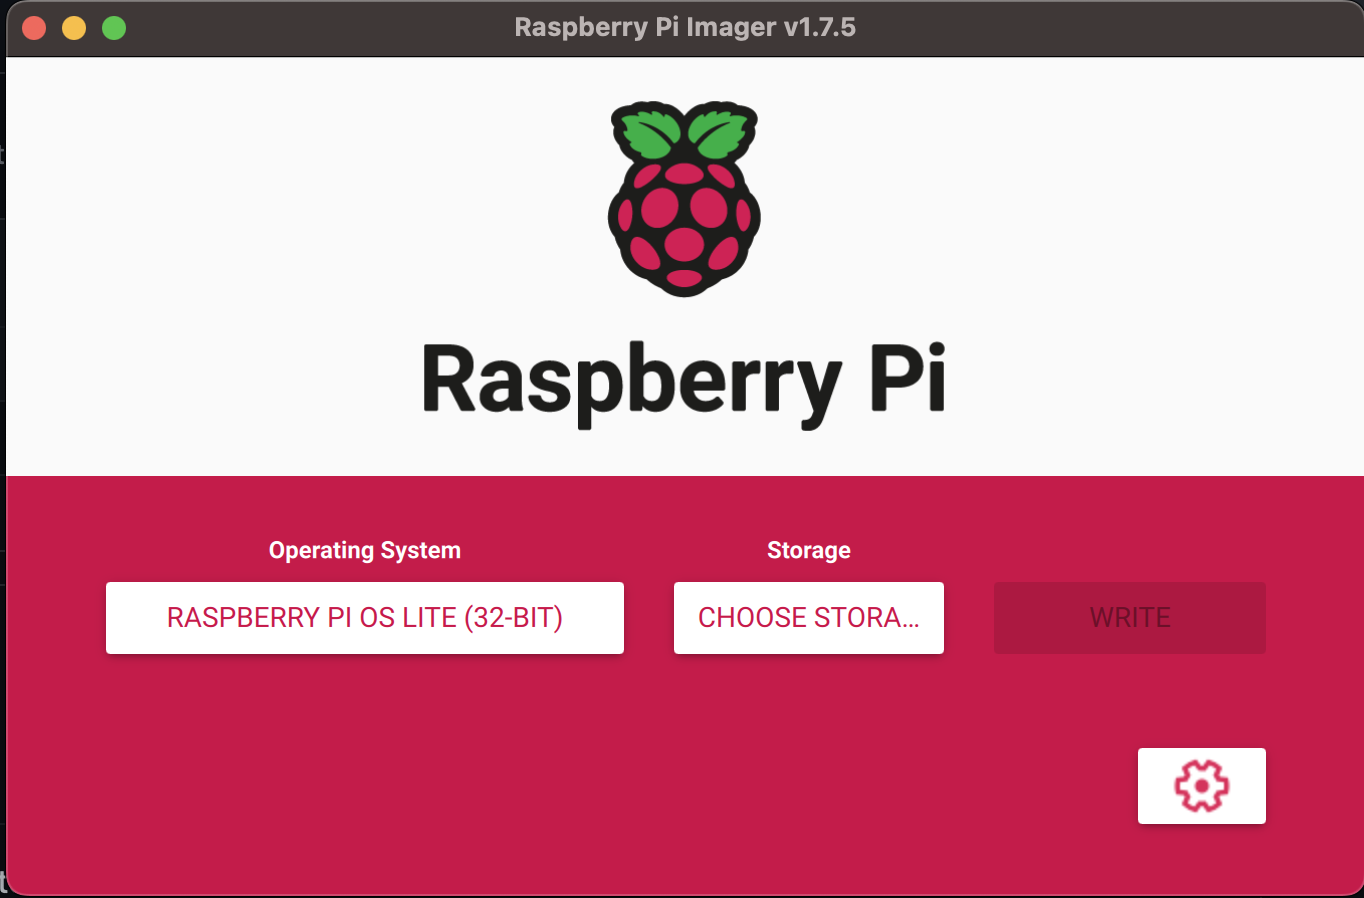 Raspberry Pi Imager v1.7.5
Raspberry Pi
Operating System
Storage
RASPBERRY PI OS LITE (32-BIT)
CHOOSE STORA...
WRITE